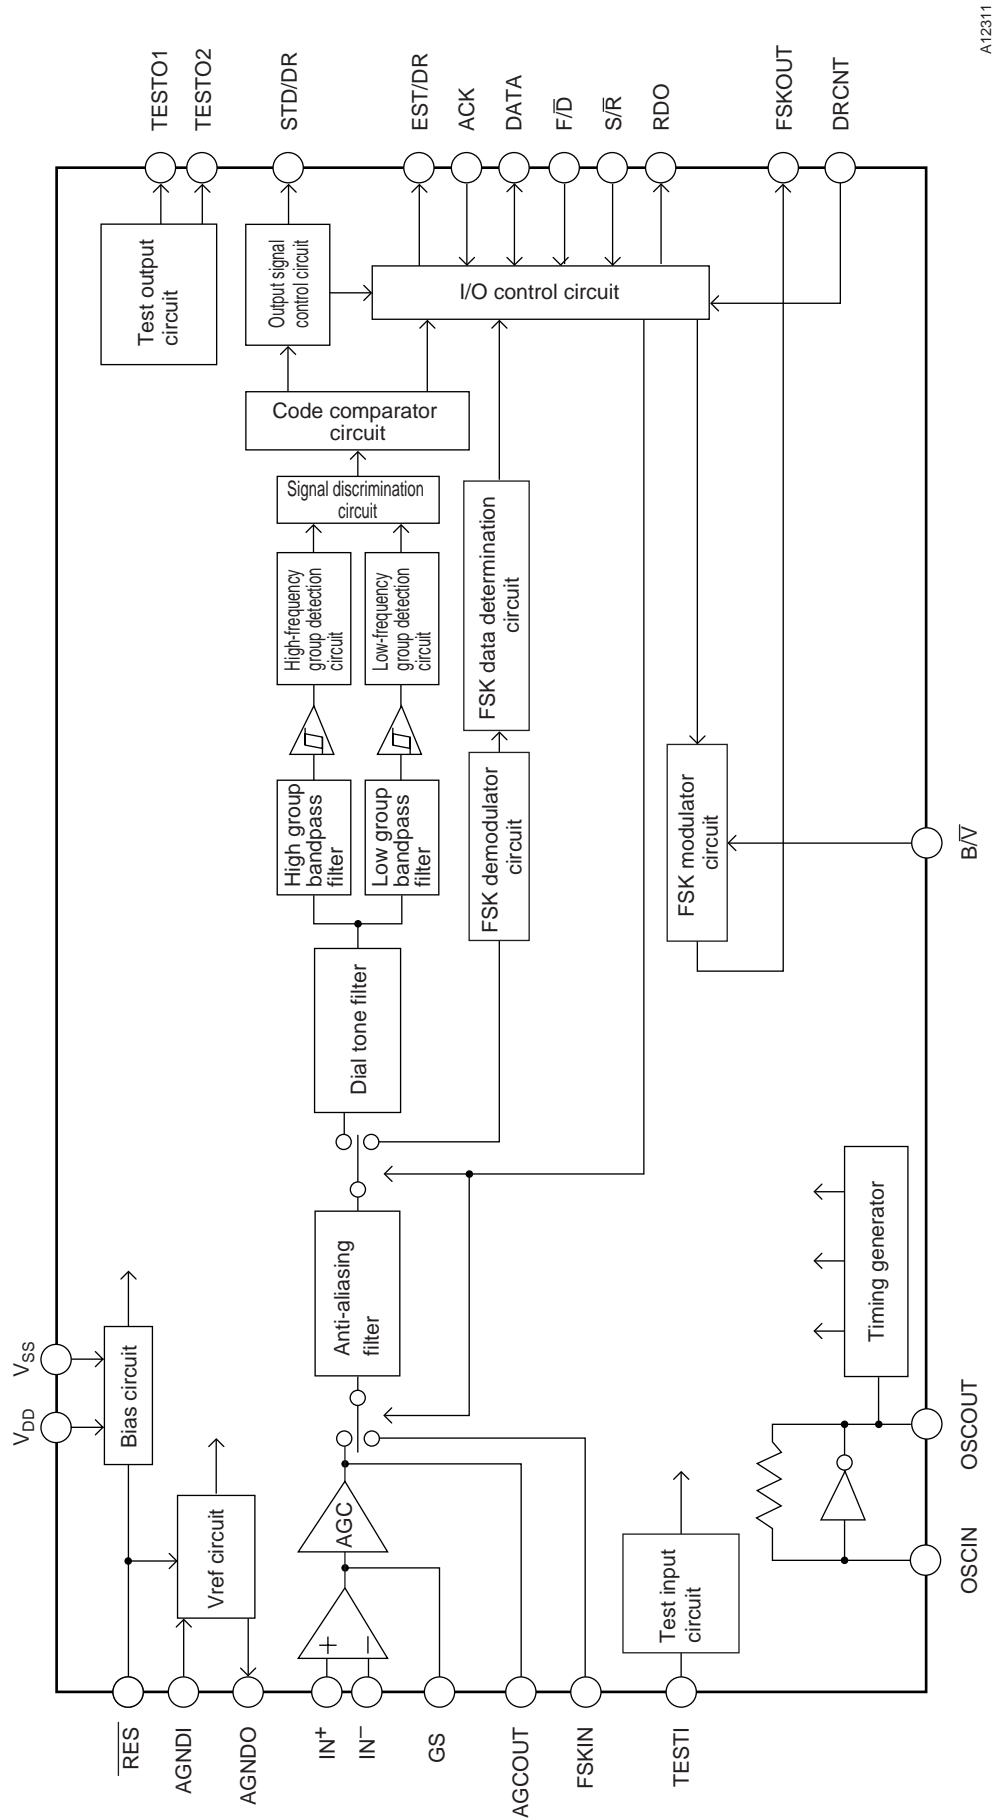 A12311
TESTO1
TESTO2
STD/DR
EST/DR
ACK
DATA
F/D̅
S/R̅
RDO
FSKOUT
DRCNT
Test output
circuit
Output signal
control circuit
I/O control circuit
Code comparator
circuit
Signal discrimination
circuit
High-frequency
group detection
circuit
Low-frequency
group detection
circuit
FSK data determination
circuit
High group
bandpass
filter
Low group
bandpass
filter
FSK demodulator
circuit
FSK modulator
circuit
B/V̅
Dial tone filter
Anti-aliasing
filter
Timing generator
VSS
VDD
Bias circuit
Vref circuit
AGC
+
−
Test input
circuit
OSCOUT
OSCIN
R̅E̅S̅
AGNDI
AGNDO
IN+
IN−
GS
AGCOUT
FSKIN
TESTI